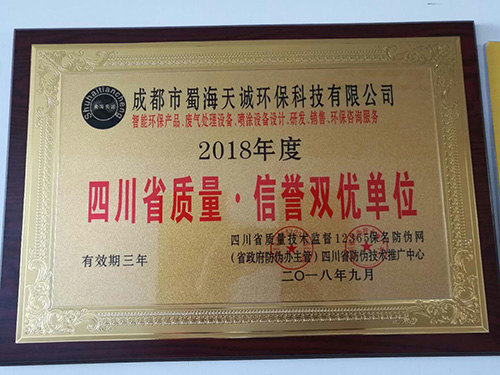 Shuhaitiancheng
蜀海天诚
成都市蜀海天诚环保科技有限公司
智能环保产品、废气处理设备、喷涂设备设计、研发、销售、环保咨询服务
2018年度
四川省质量·信誉双优单位
四川省质量技术监督12365保名防伪网
有效期三年
(省政府防伪办主管)四川省防伪技术推广中心
二〇一八年九月